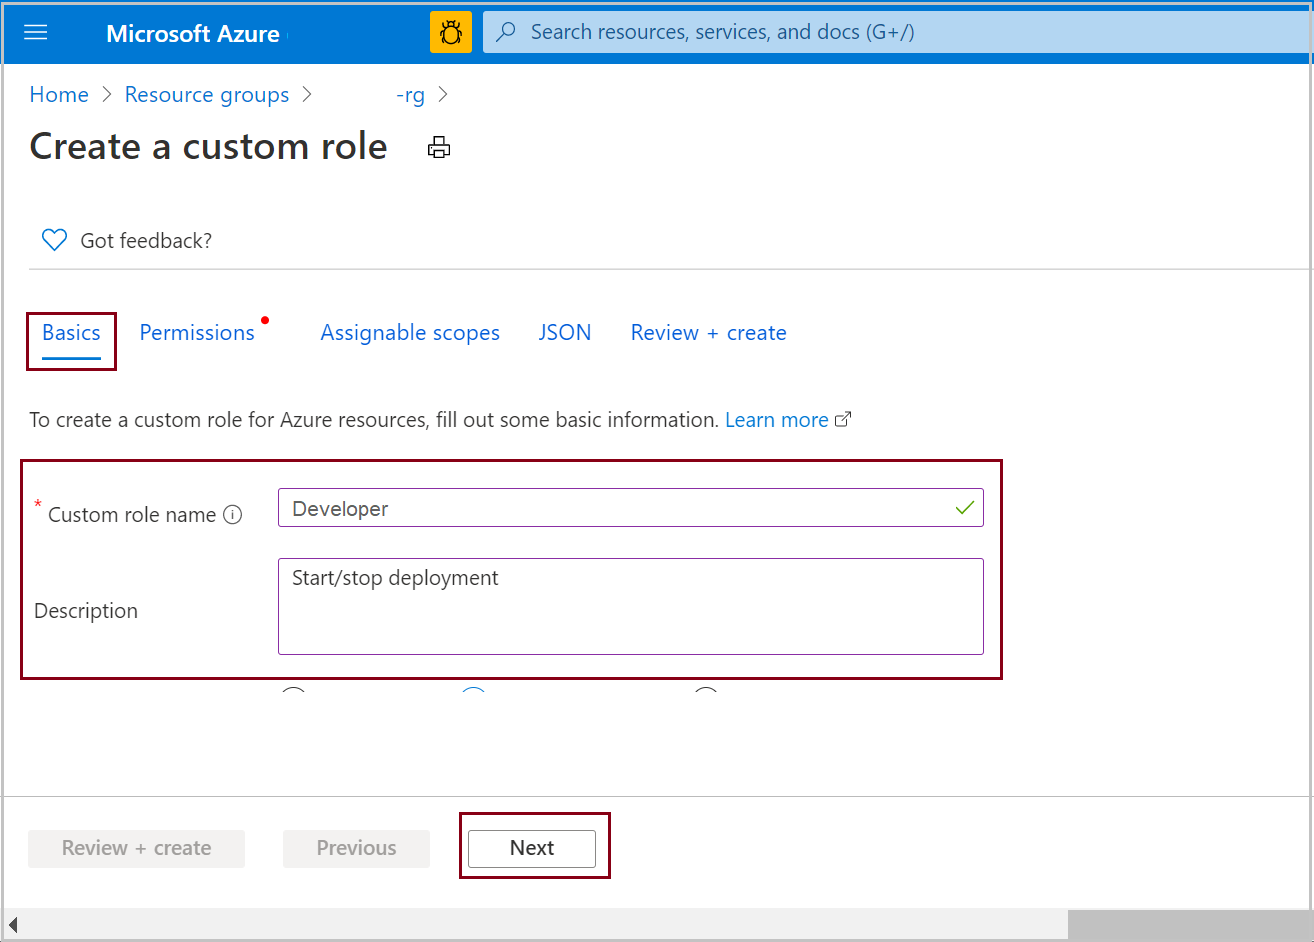 Microsoft Azure
Search resources, services, and docs (G+/)
Home > Resource groups > -rg >
Create a custom role
Got feedback?
Basics Permissions Assignable scopes JSON Review + create
To create a custom role for Azure resources, fill out some basic information. Learn more
* Custom role name Developer
Description Start/stop deployment
Review + create Previous Next